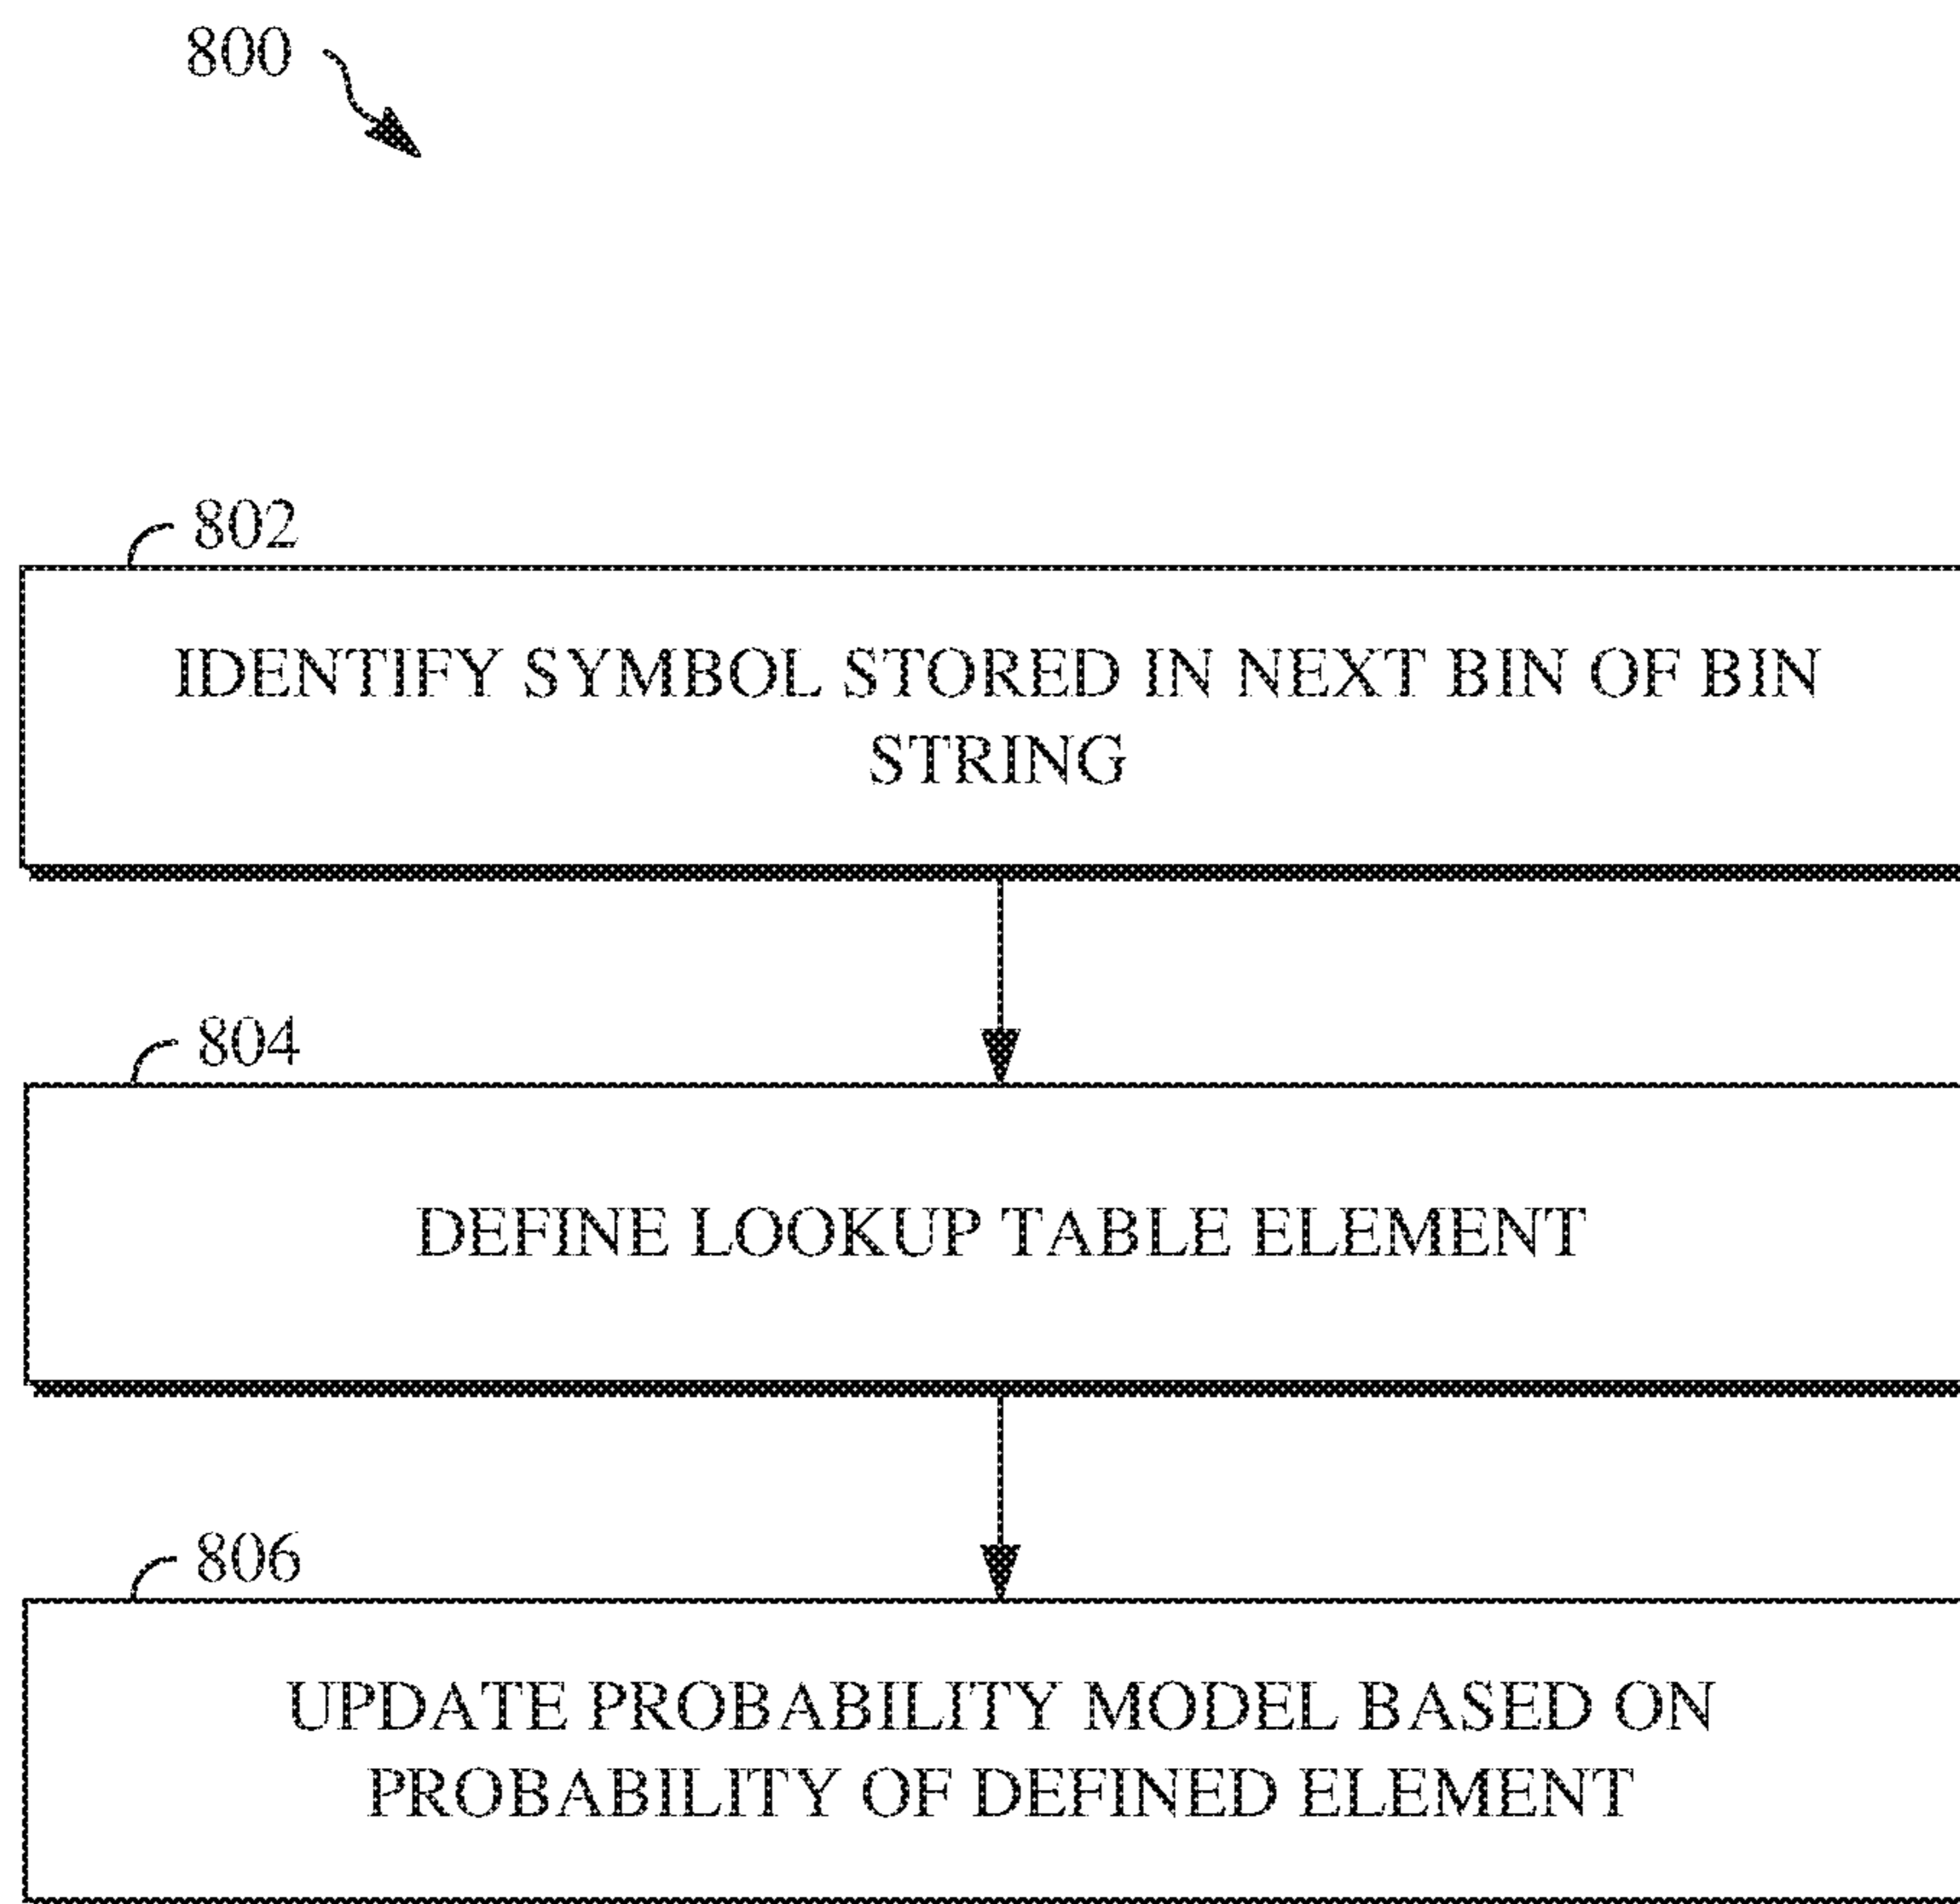 800
802
IDENTIFY SYMBOL STORED IN NEXT BIN OF BIN
STRING
804
DEFINE LOOKUP TABLE ELEMENT
806
UPDATE PROBABILITY MODEL BASED ON
PROBABILITY OF DEFINED ELEMENT